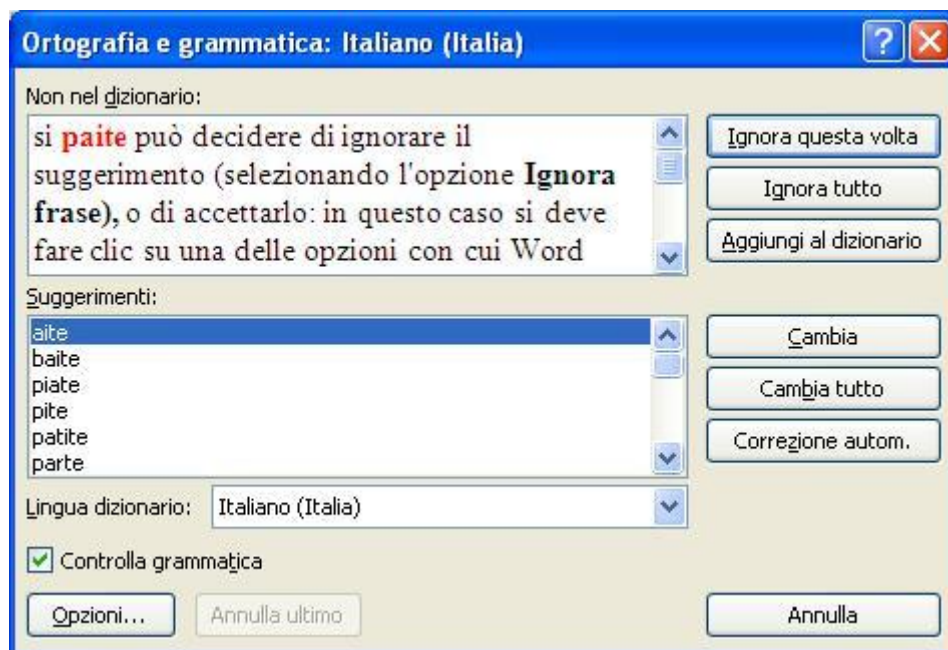 Ortografia e grammatica: Italiano (Italia)
Non nel dizionario:
si paite può decidere di ignorare il
suggerimento (selezionando l'opzione Ignora
frase), o di accettarlo: in questo caso si deve
fare clic su una delle opzioni con cui Word
Ignora questa volta
Ignora tutto
Aggiungi al dizionario
Suggerimenti:
aite
baite
piate
pite
patite
parte
Cambia
Cambia tutto
Correzione autom.
Lingua dizionario: Italiano (Italia)
Controlla grammatica
Opzioni... Annulla ultimo Annulla